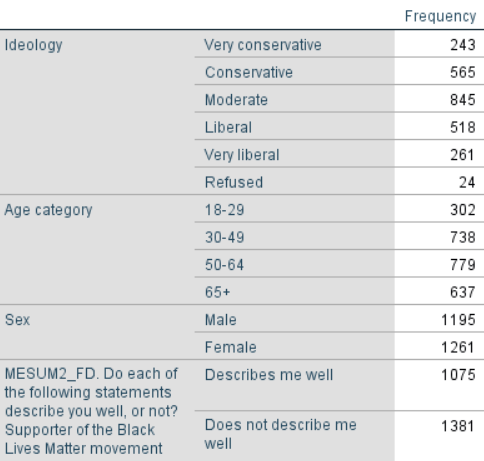 Frequency
Ideology Very conservative 243
Conservative 565
Moderate 845
Liberal 518
Very liberal 261
Refused 24
Age category 18-29 302
30-49 738
50-64 779
65+ 637
Sex Male 1195
Female 1261
MESUM2_FD. Do each of Describes me well 1075
the following statements
describe you well, or not?
Supporter of the Black Does not describe me 1381
Lives Matter movement well